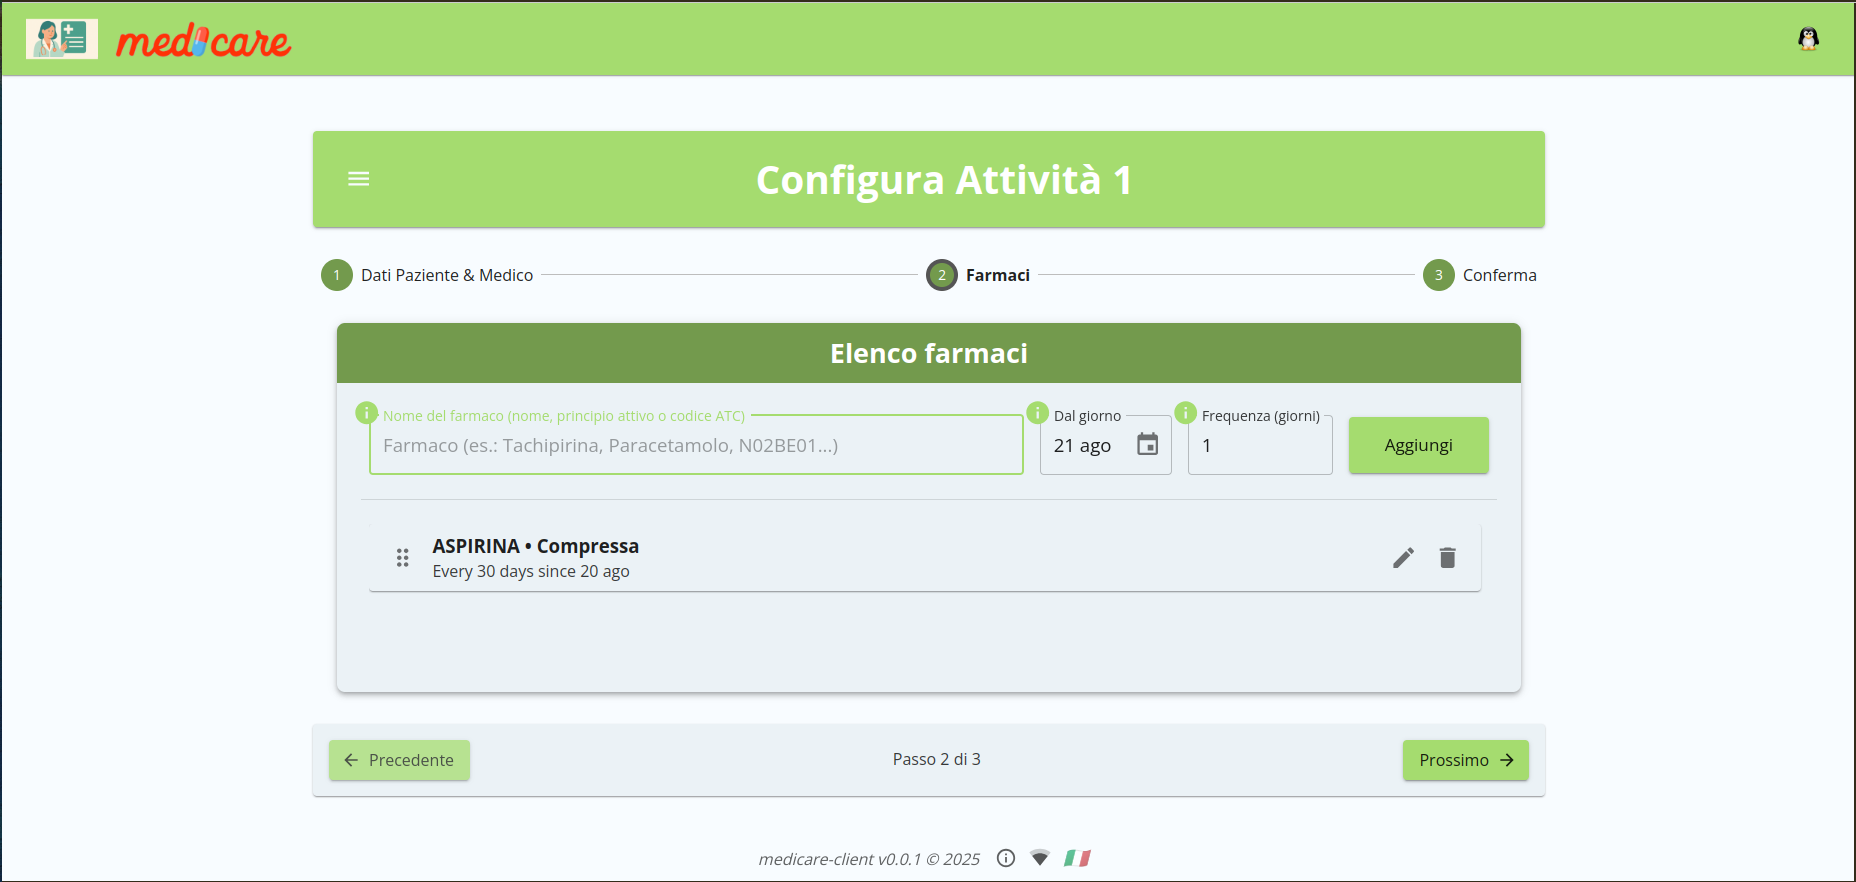 medicare
Configura Attività 1
1 Dati Paziente & Medico
2 Farmaci
3 Conferma
Elenco farmaci
Nome del farmaco (nome, principio attivo o codice ATC)
Farmaco (es.: Tachipirina, Paracetamolo, N02BE01...)
Dal giorno
21 ago
Frequenza (giorni)
1
Aggiungi
ASPIRINA • Compressa
Every 30 days since 20 ago
Precedente
Passo 2 di 3
Prossimo
medicare-client v0.0.1 © 2025